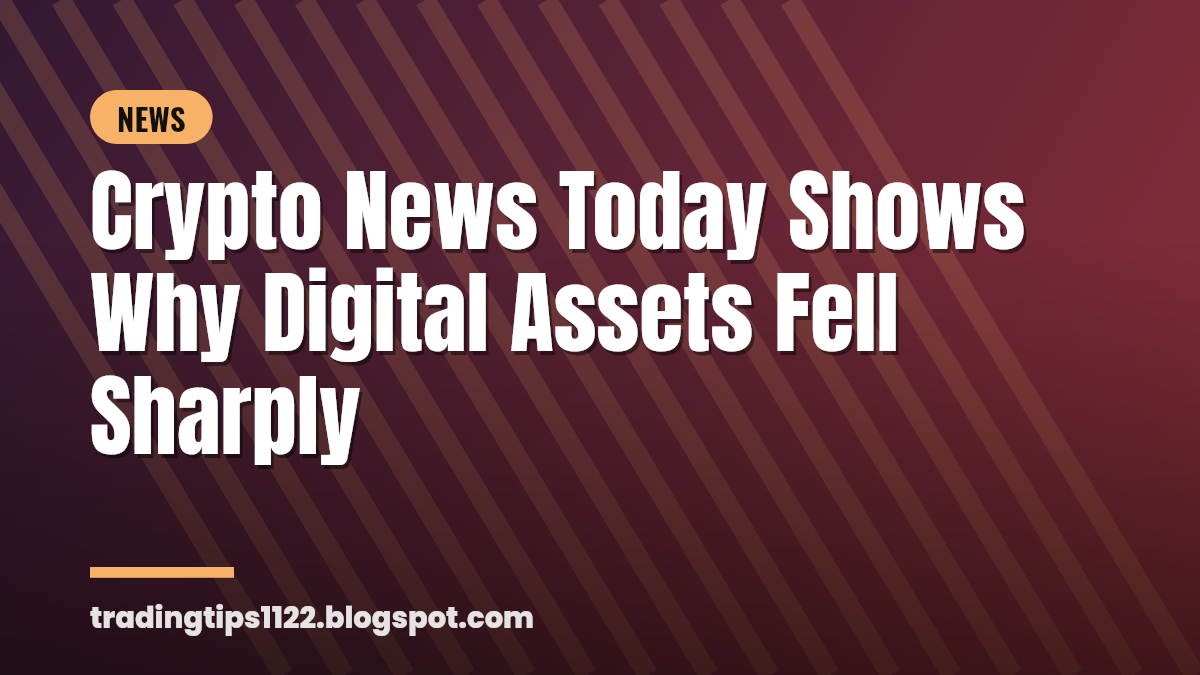 NEWS
Crypto News Today Shows
Why Digital Assets Fell
Sharply
tradingtips1122.blogspot.com